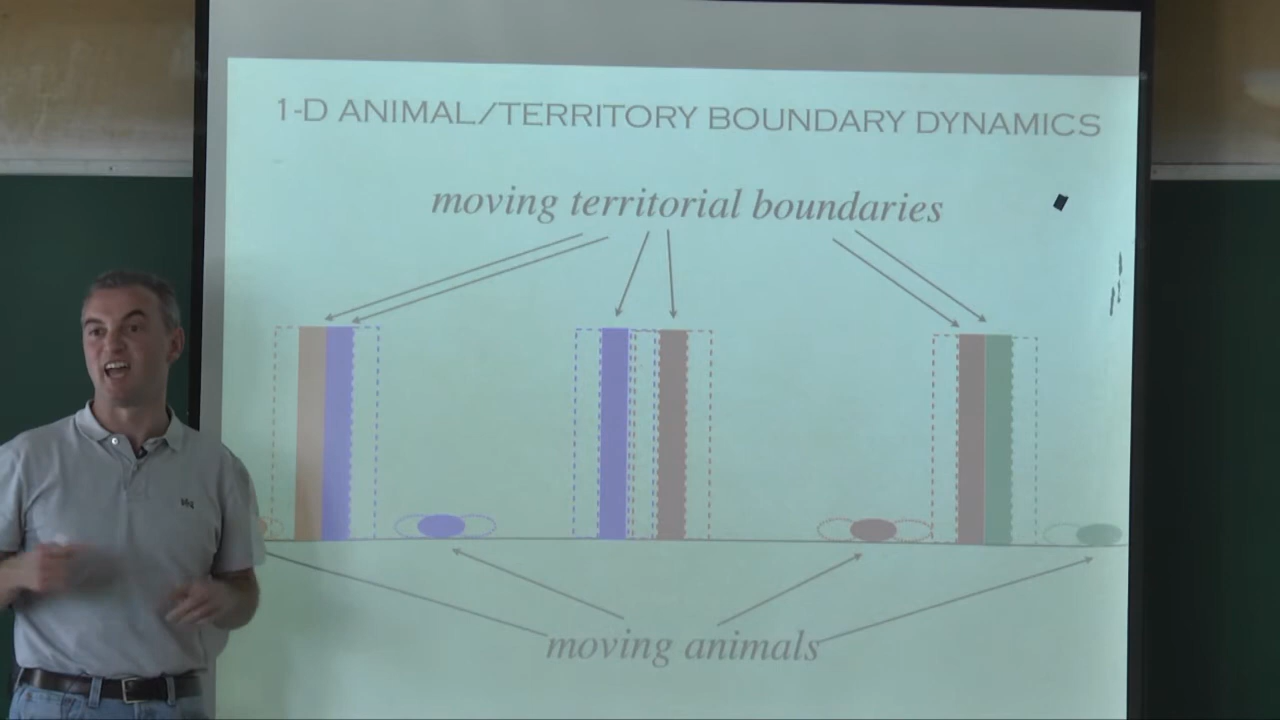 1-D ANIMAL/TERRITORY BOUNDARY DYNAMICS
moving territorial boundaries
moving animals